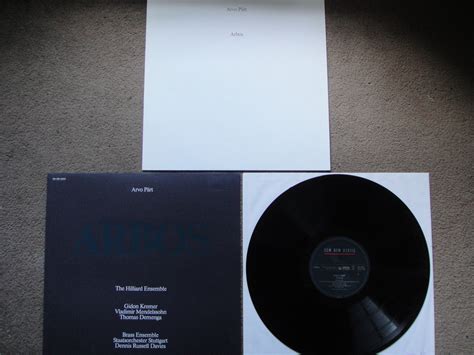 Arvo Pärt
Arbos
Arvo Pärt
ARBOS
The Hilliard Ensemble
Gidon Kremer
Vladimir Mendelssohn
Thomas Demenga
Brass Ensemble
Staatsorchester Stuttgart
Dennis Russell Davies
ECM NEW SERIES